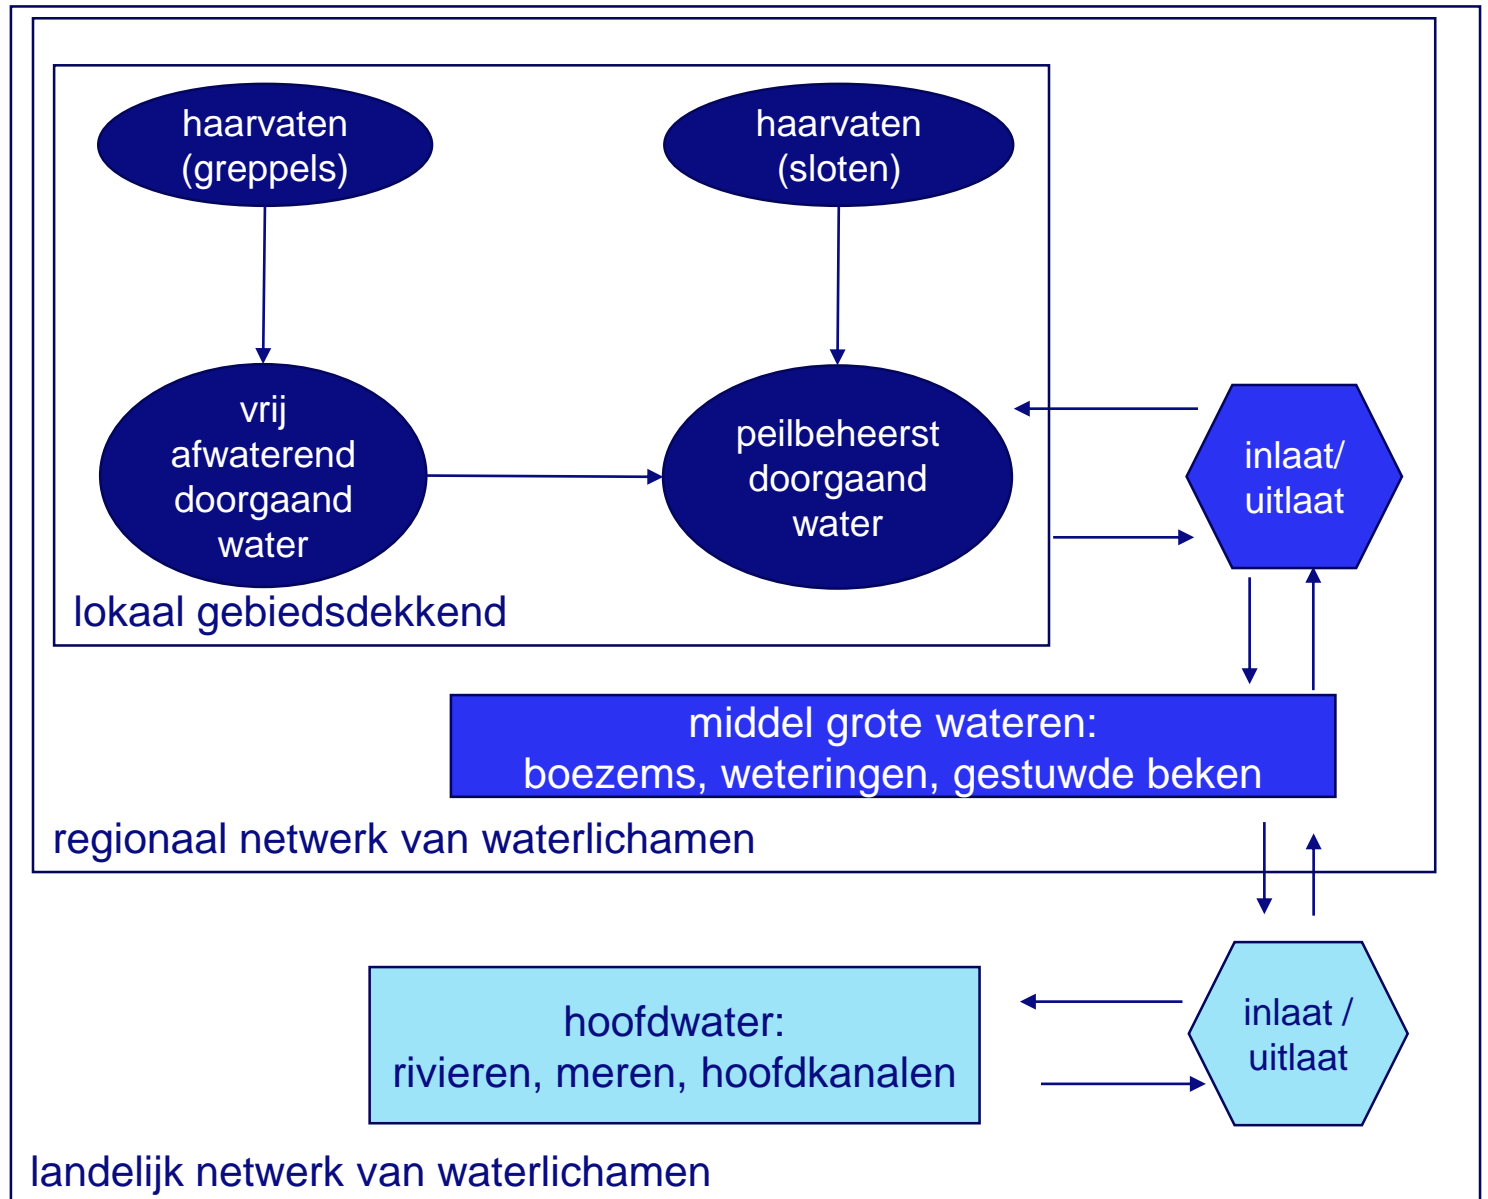 haarvaten
(greppels)
haarvaten
(sloten)
vrij
afwaterend
doorgaand
water
peilbeheerst
doorgaand
water
inlaat/
uitlaat
lokaal gebiedsdekkend
middel grote wateren:
boezems, weteringen, gestuwde beken
regionaal netwerk van waterlichamen
hoofdwater:
rivieren, meren, hoofdkanalen
inlaat /
uitlaat
landelijk netwerk van waterlichamen